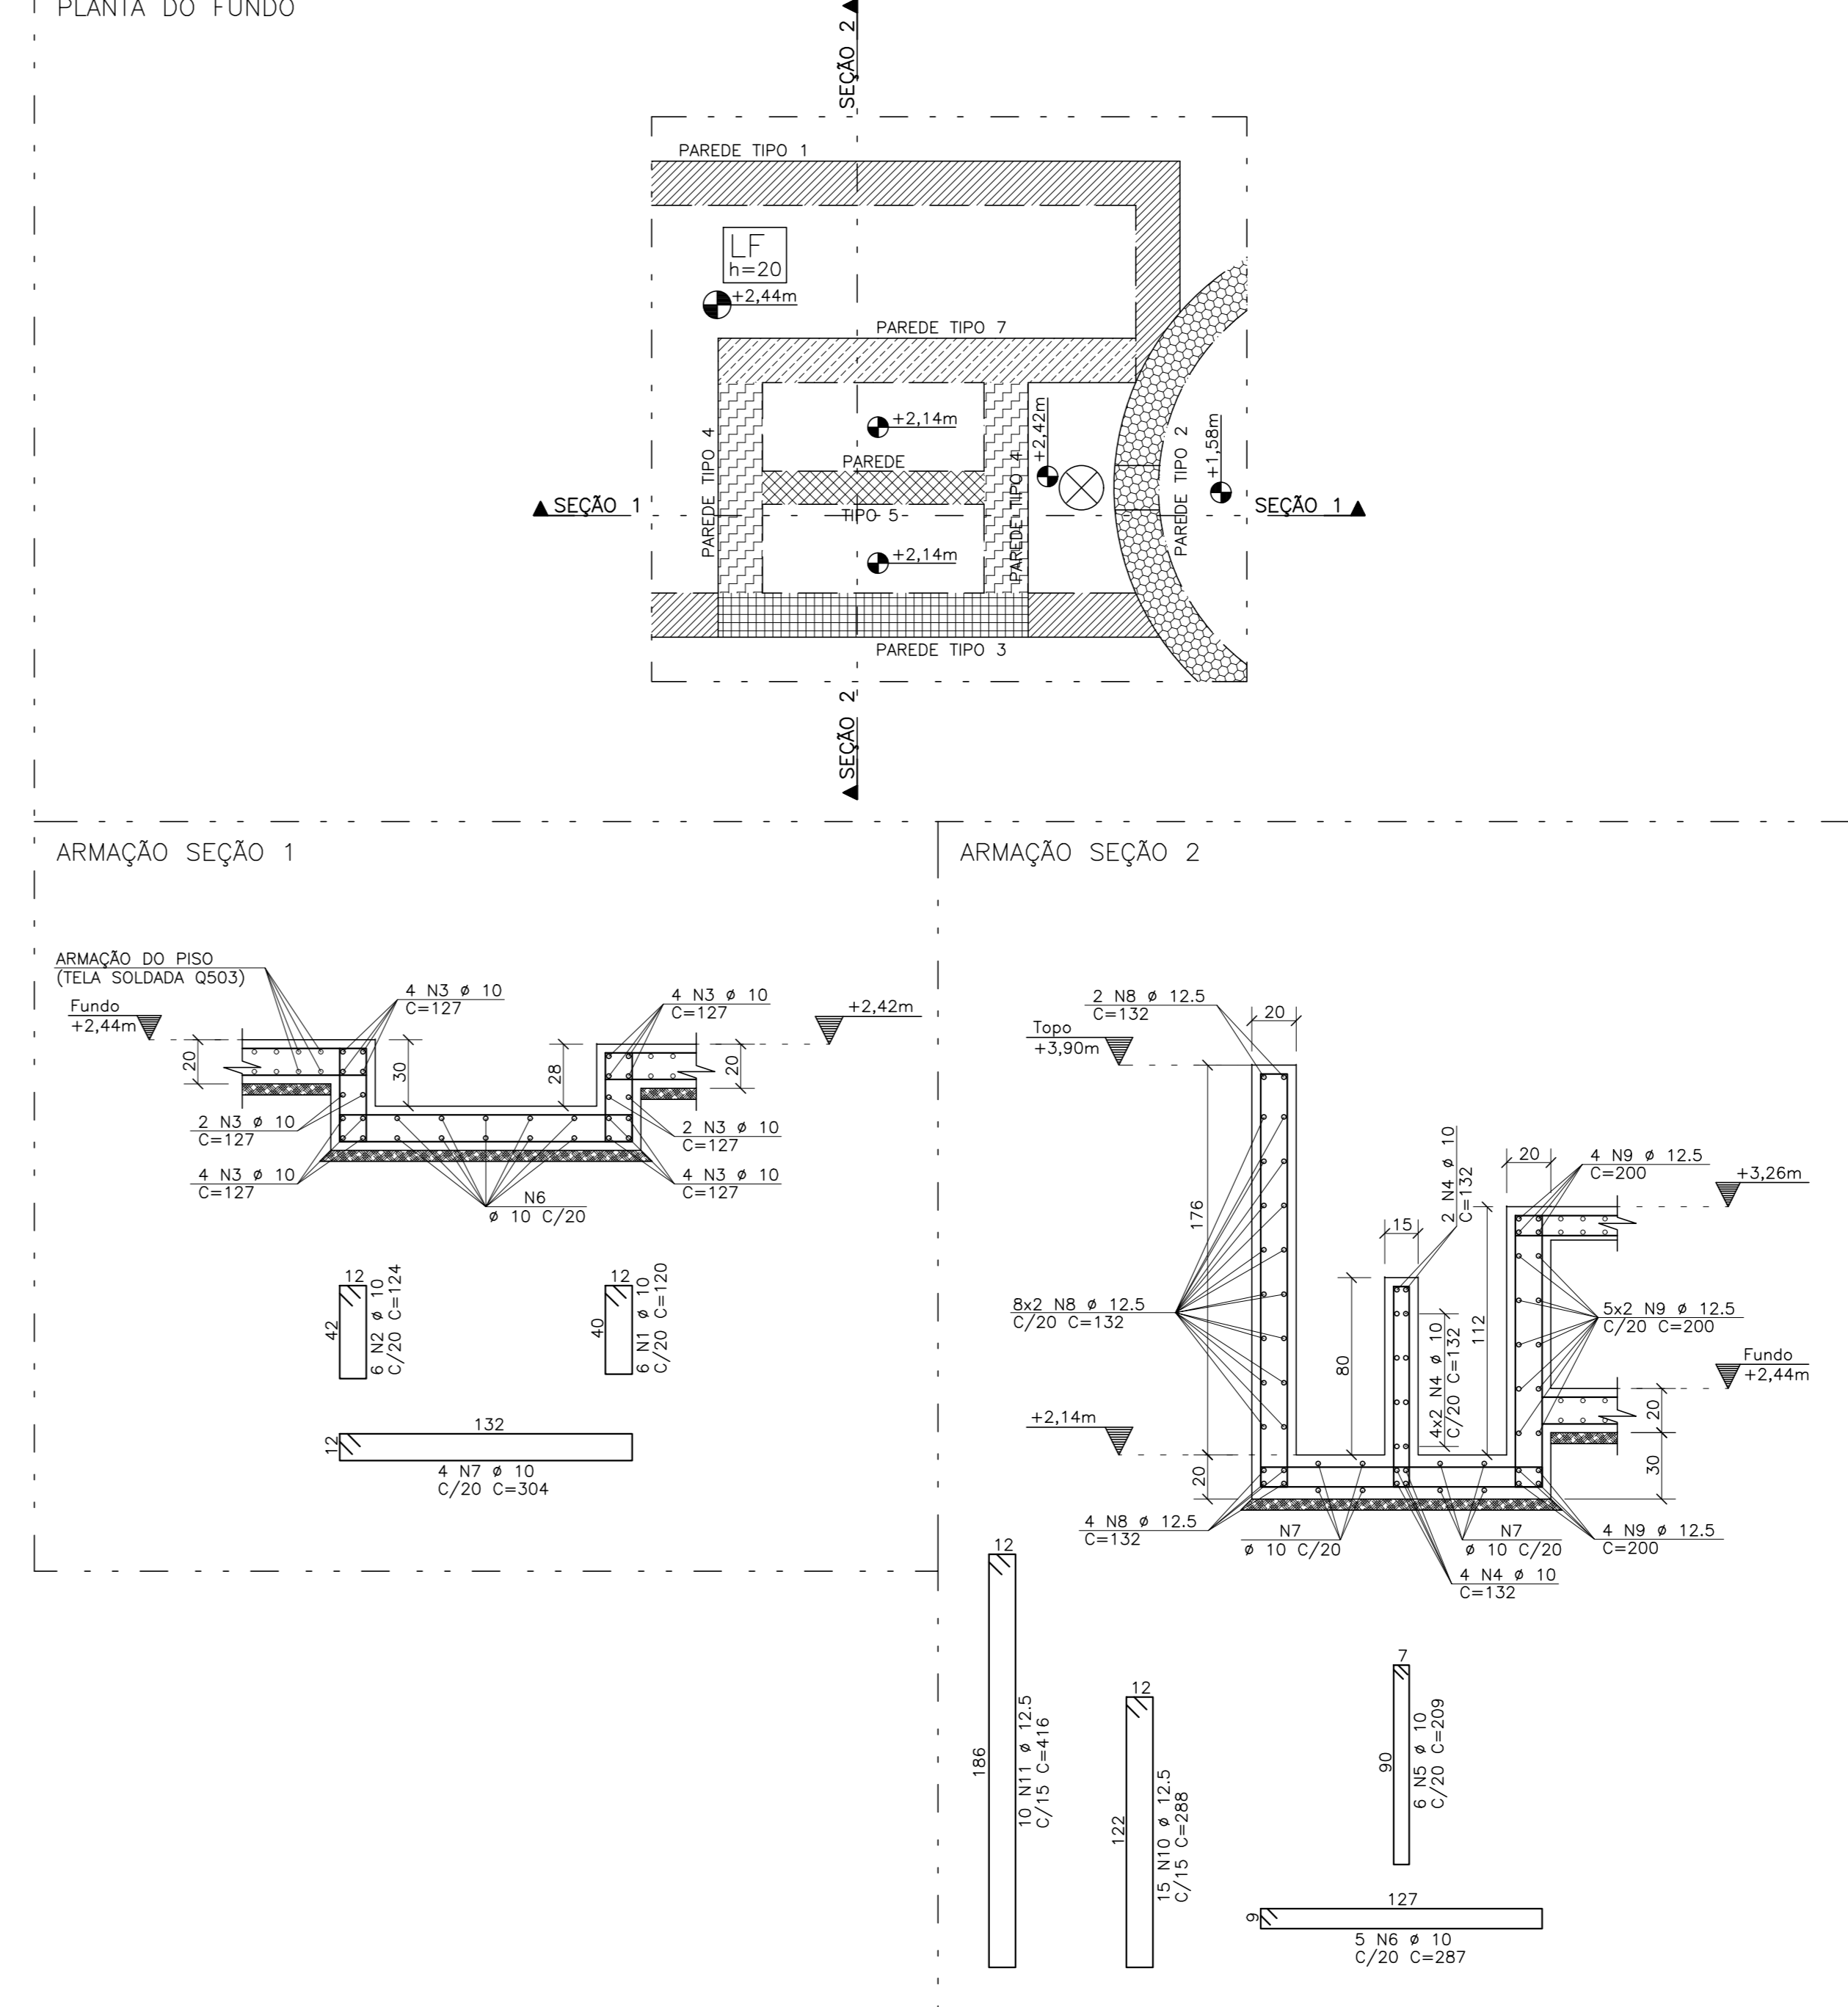 PLANTA DO FUNDO
SEÇÃO 2
PAREDE TIPO 1
LF
h=20
+2,44m
PAREDE TIPO 7
PAREDE TIPO 4
+2,14m
PAREDE
TIPO 5
+2,14m
PAREDE TIPO 4
+2,42m
PAREDE TIPO 2
+1,58m
SEÇÃO 1
SEÇÃO 1
PAREDE TIPO 3
SEÇÃO 2
ARMAÇÃO SEÇÃO 1
ARMAÇÃO DO PISO
(TELA SOLDADA Q503)
Fundo
+2,44m
4 N3 ø 10
C=127
4 N3 ø 10
C=127
+2,42m
20
30
28
20
2 N3 ø 10
C=127
2 N3 ø 10
C=127
4 N3 ø 10
C=127
4 N3 ø 10
C=127
N6
ø 10 C/20
12
42
6 N2 ø 10
C/20 C=124
12
40
6 N1 ø 10
C/20 C=120
132
12
4 N7 ø 10
C/20 C=304
ARMAÇÃO SEÇÃO 2
2 N8 ø 12.5
C=132
20
Topo
+3,90m
176
8x2 N8 ø 12.5
C/20 C=132
+2,14m
20
2 N4 ø 10
C=132
15
80
4x2 N4 ø 10
C/20 C=132
112
20
4 N9 ø 12.5
C=200
+3,26m
5x2 N9 ø 12.5
C/20 C=200
Fundo
+2,44m
20
30
4 N8 ø 12.5
C=132
N7
ø 10 C/20
N7
ø 10 C/20
4 N9 ø 12.5
C=200
4 N4 ø 10
C=132
12
186
10 N11 ø 12.5
C/15 C=416
12
122
15 N10 ø 12.5
C/15 C=288
7
90
6 N5 ø 10
C/20 C=209
127
9
5 N6 ø 10
C/20 C=287